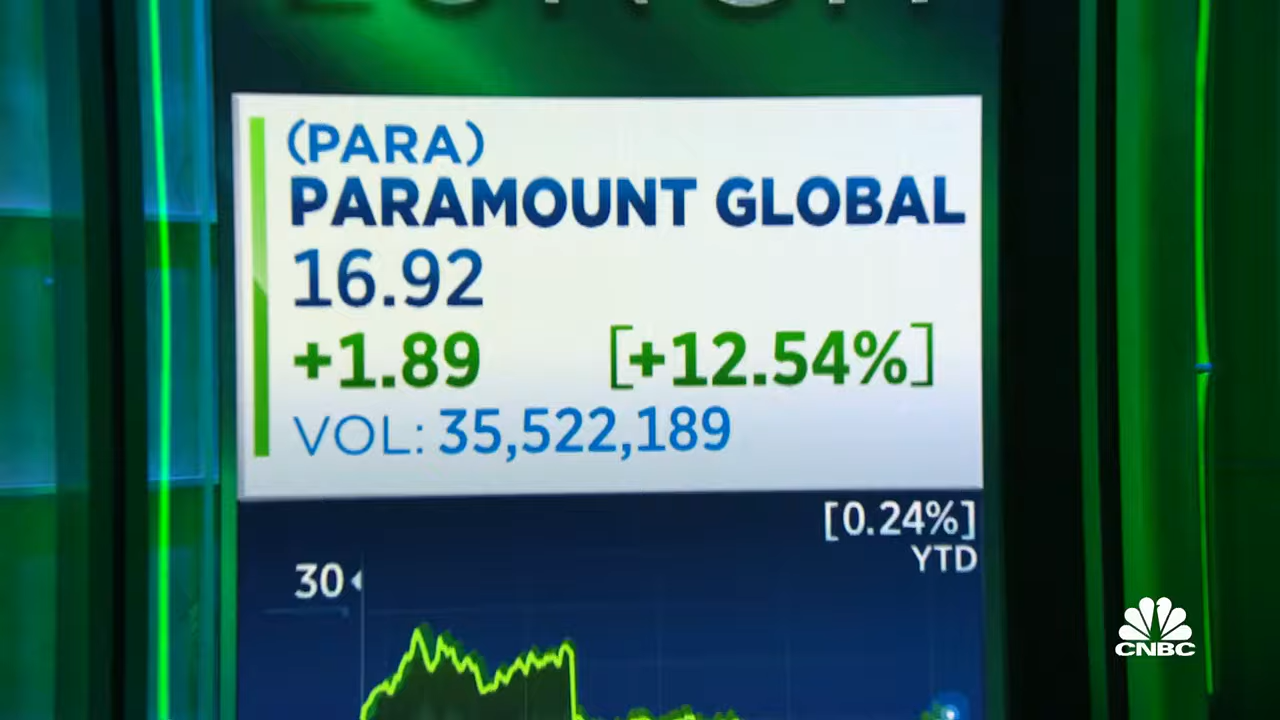 (PARA)
PARAMOUNT GLOBAL
16.92
+1.89 [+12.54%]
VOL: 35,522,189
[0.24%]
YTD
30
CNBC